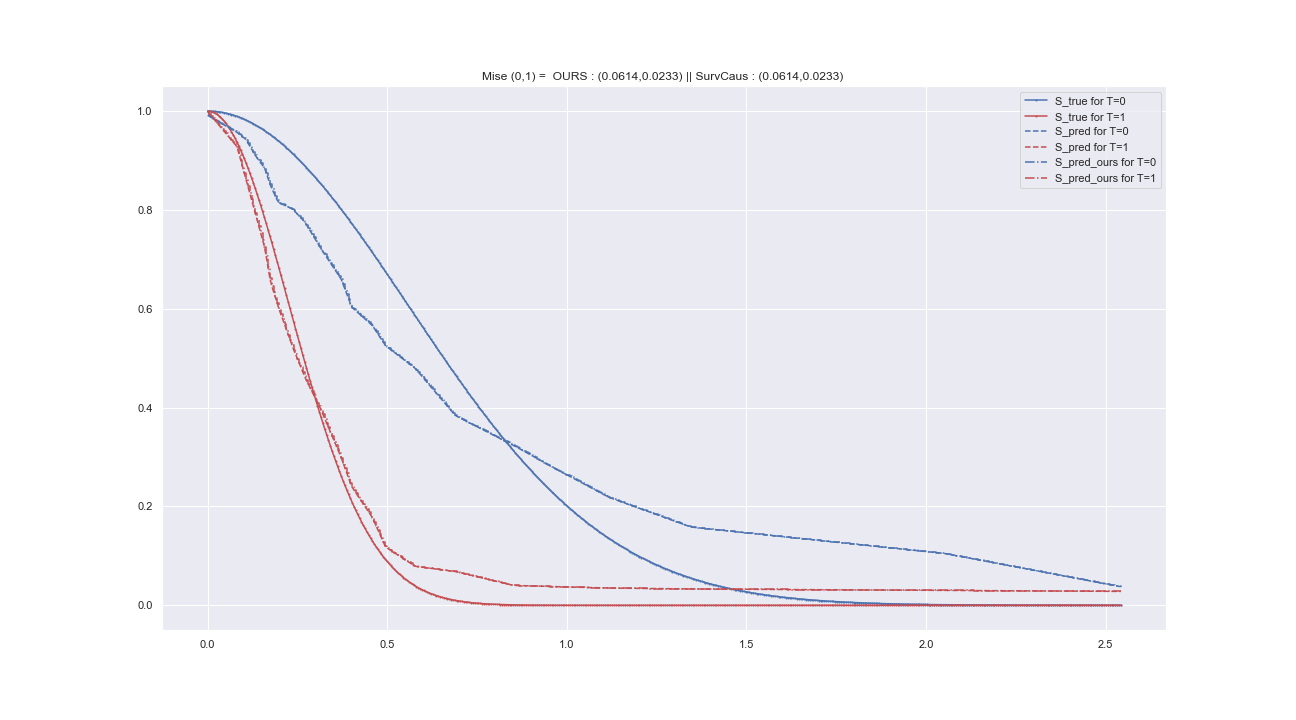 Mise (0,1) =  OURS : (0.0614,0.0233) || SurvCaus : (0.0614,0.0233)
S_true for T=0
S_true for T=1
S_pred for T=0
S_pred for T=1
S_pred_ours for T=0
S_pred_ours for T=1
1.0
0.8
0.6
0.4
0.2
0.0
0.0 0.5 1.0 1.5 2.0 2.5